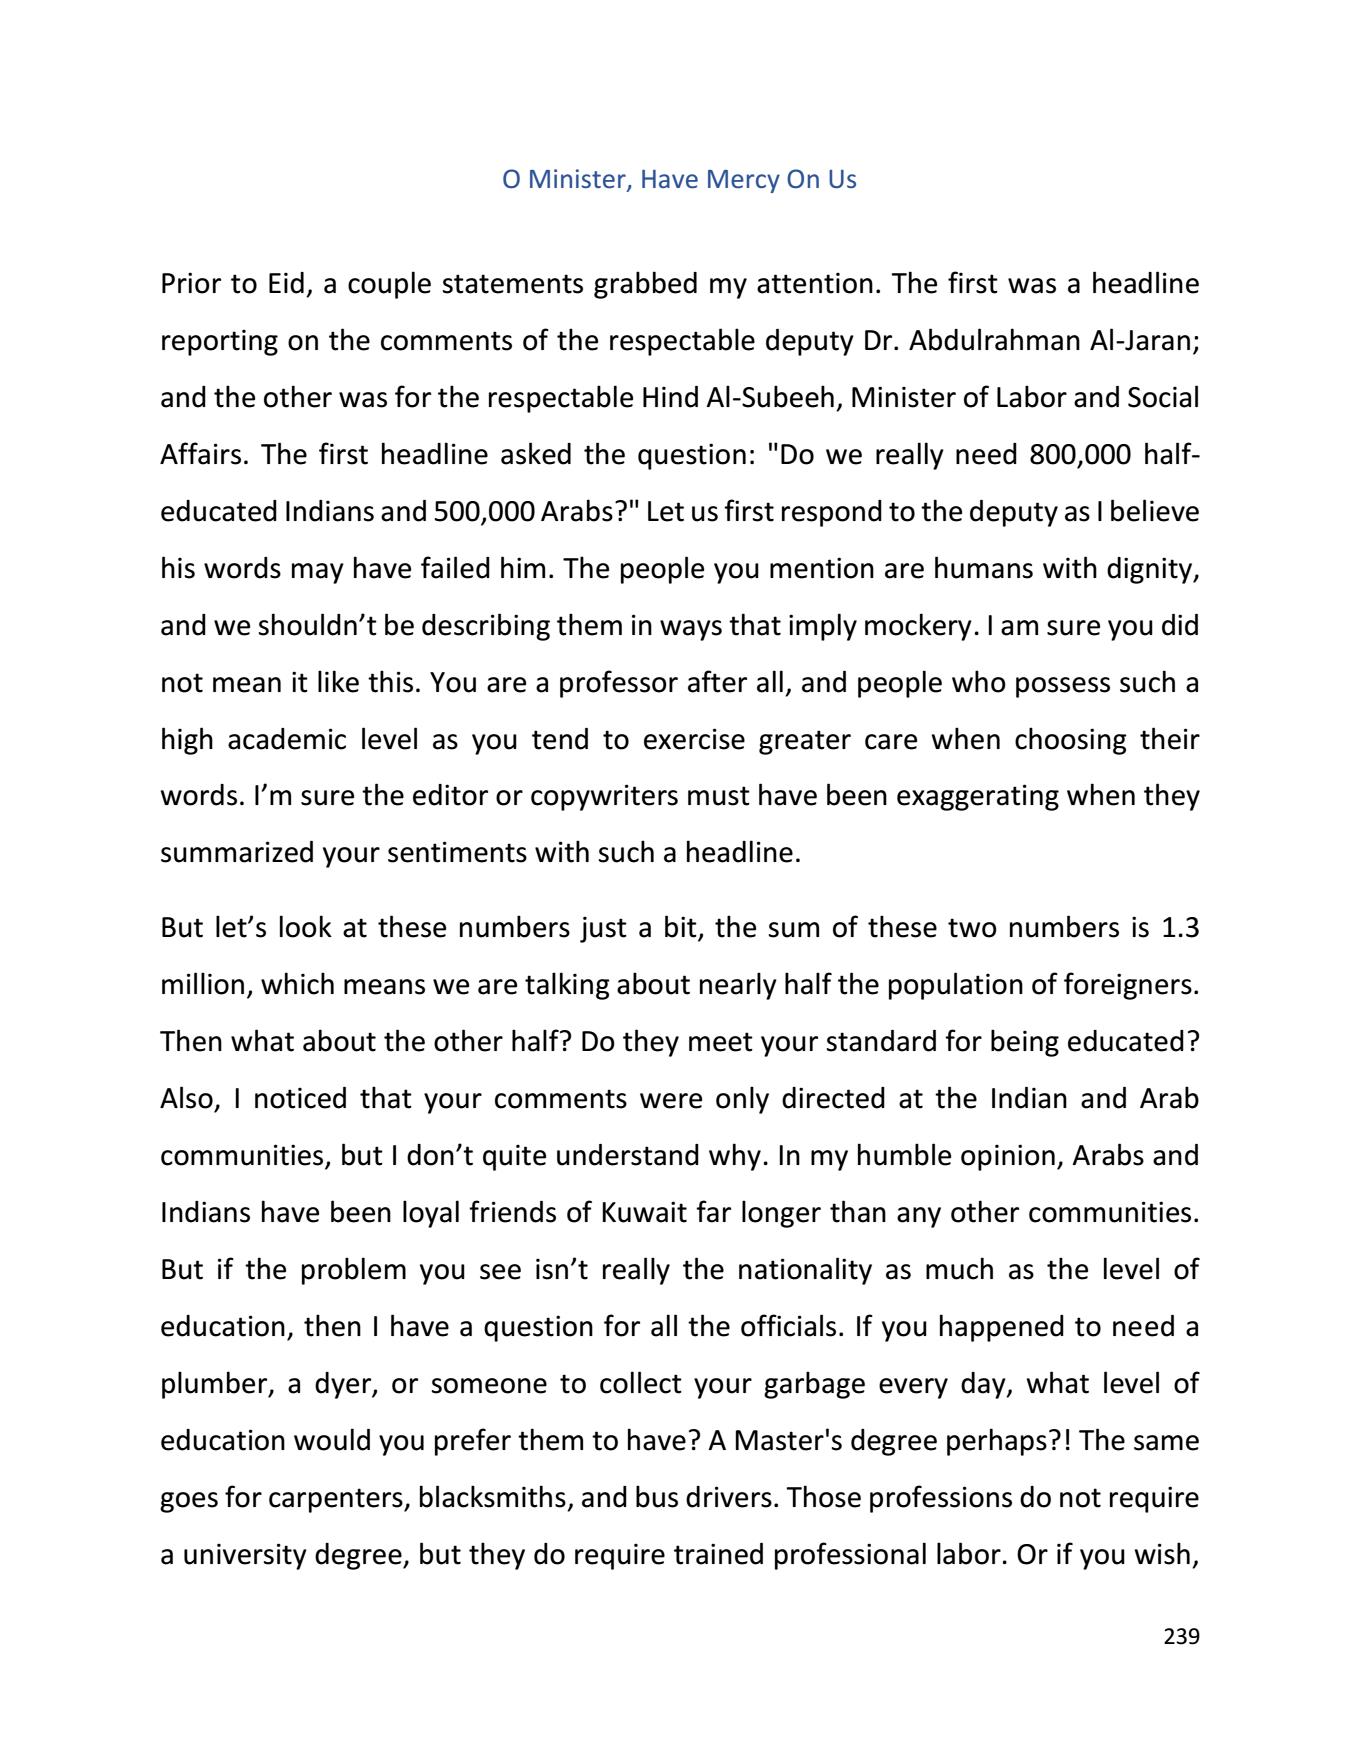 O Minister, Have Mercy On Us
Prior to Eid, a couple statements grabbed my attention. The first was a headline
reporting on the comments of the respectable deputy Dr. Abdulrahman Al-Jaran;
and the other was for the respectable Hind Al-Subeeh, Minister of Labor and Social
Affairs. The first headline asked the question: "Do we really need 800,000 half-
educated Indians and 500,000 Arabs?" Let us first respond to the deputy as I believe
his words may have failed him. The people you mention are humans with dignity,
and we shouldn’t be describing them in ways that imply mockery. I am sure you did
not mean it like this. You are a professor after all, and people who possess such a
high academic level as you tend to exercise greater care when choosing their
words. I’m sure the editor or copywriters must have been exaggerating when they
summarized your sentiments with such a headline.
But let’s look at these numbers just a bit, the sum of these two numbers is 1.3
million, which means we are talking about nearly half the population of foreigners.
Then what about the other half? Do they meet your standard for being educated?
Also, I noticed that your comments were only directed at the Indian and Arab
communities, but I don’t quite understand why. In my humble opinion, Arabs and
Indians have been loyal friends of Kuwait far longer than any other communities.
But if the problem you see isn’t really the nationality as much as the level of
education, then I have a question for all the officials. If you happened to need a
plumber, a dyer, or someone to collect your garbage every day, what level of
education would you prefer them to have? A Master's degree perhaps?! The same
goes for carpenters, blacksmiths, and bus drivers. Those professions do not require
a university degree, but they do require trained professional labor. Or if you wish,
239